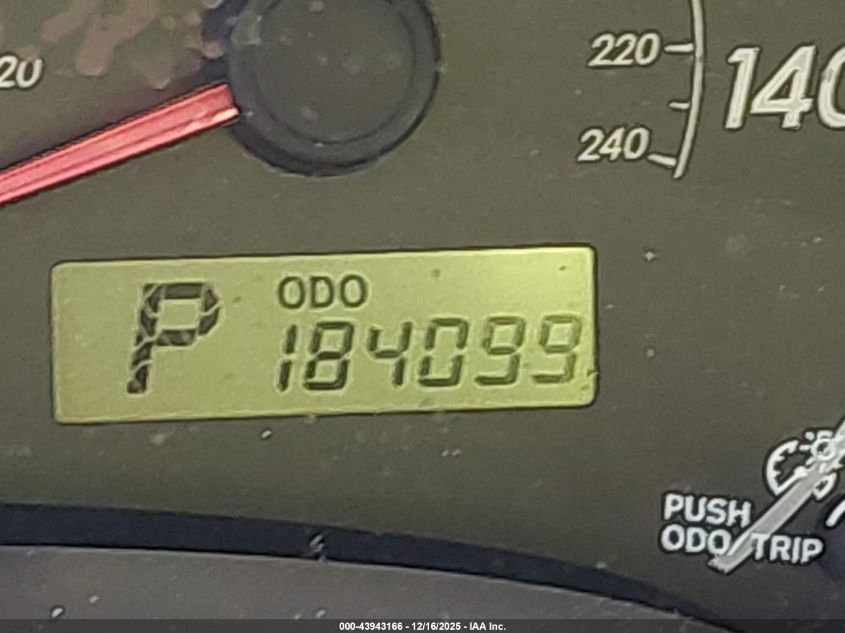 20
220
140
240
ODO
P 184099
PUSH
ODO/TRIP
000-43943166 - 12/16/2025 - IAA Inc.